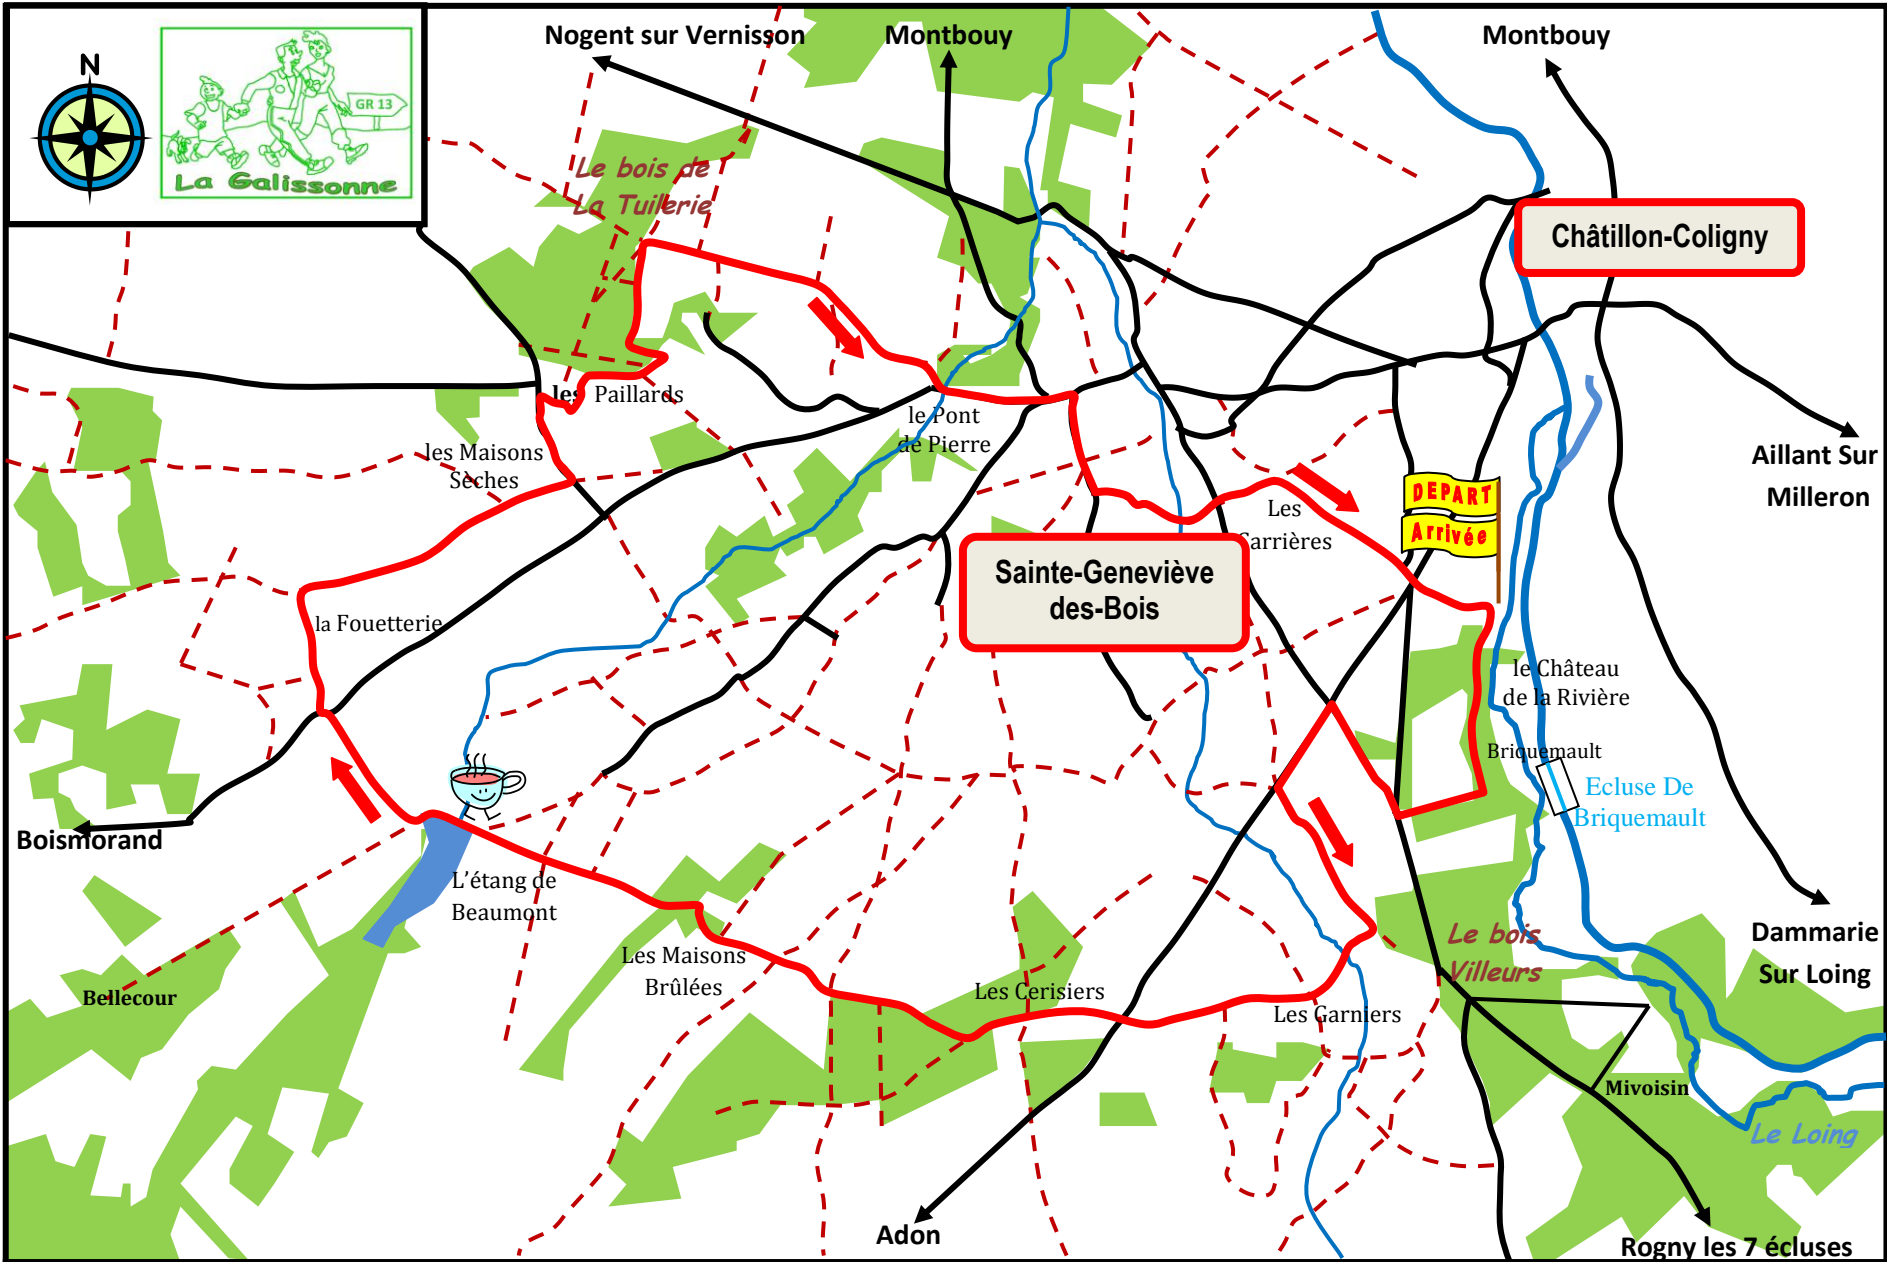 N
GR 13
La Galissonne
Nogent sur Vernisson
Montbouy
Montbouy
Le bois de
La Tuilerie
Châtillon-Coligny
les Paillards
le Pont
de Pierre
les Maisons
Sèches
Aillant Sur
Milleron
DEPART
Arrivée
Les
Carrières
Sainte-Geneviève
des-Bois
la Fouetterie
le Château
de la Rivière
Briquemault
Ecluse De
Briquemault
Boismorand
L'étang de
Beaumont
Les Maisons
Brûlées
Le bois
Villeurs
Dammarie
Sur Loing
Bellecour
Les Cerisiers
Les Garniers
Mivoisin
Le Loing
Adon
Rogny les 7 écluses